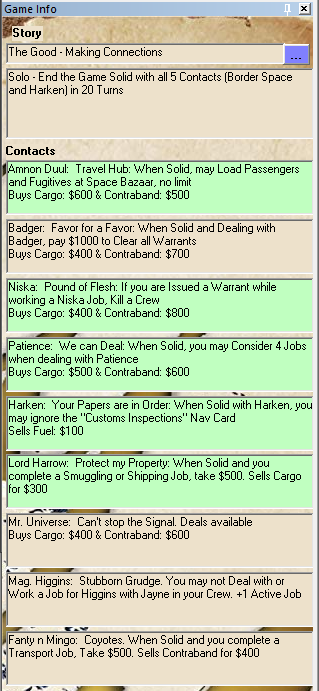 Game Info
Story
The Good - Making Connections
...
Solo - End the Game Solid with all 5 Contacts (Border Space
and Harken) in 20 Turns
Contacts
Amnon Duul:  Travel Hub: When Solid, may Load Passengers
and Fugitives at Space Bazaar, no limit
Buys Cargo: $600 & Contraband: $500
Badger:  Favor for a Favor: When Solid and Dealing with
Badger, pay $1000 to Clear all Warrants
Buys Cargo: $400 & Contraband: $700
Niska:  Pound of Flesh: If you are Issued a Warrant while
working a Niska Job, Kill a Crew
Buys Cargo: $400 & Contraband: $800
Patience:  We can Deal: When Solid, you may Consider 4 Jobs
when dealing with Patience
Buys Cargo: $500 & Contraband: $600
Harken:  Your Papers are in Order: When Solid with Harken, you
may ignore the "Customs Inspections" Nav Card
Sells Fuel: $100
Lord Harrow:  Protect my Property: When Solid and you
complete a Smuggling or Shipping Job, take $500. Sells Cargo
for $300
Mr. Universe:  Can't stop the Signal. Deals available
Buys Cargo: $400 & Contraband: $600
Mag. Higgins:  Stubborn Grudge. You may not Deal with or
Work a Job for Higgins with Jayne in your Crew. +1 Active Job
Fanty n Mingo:  Coyotes. When Solid and you complete a
Transport Job, Take $500. Sells Contraband for $400